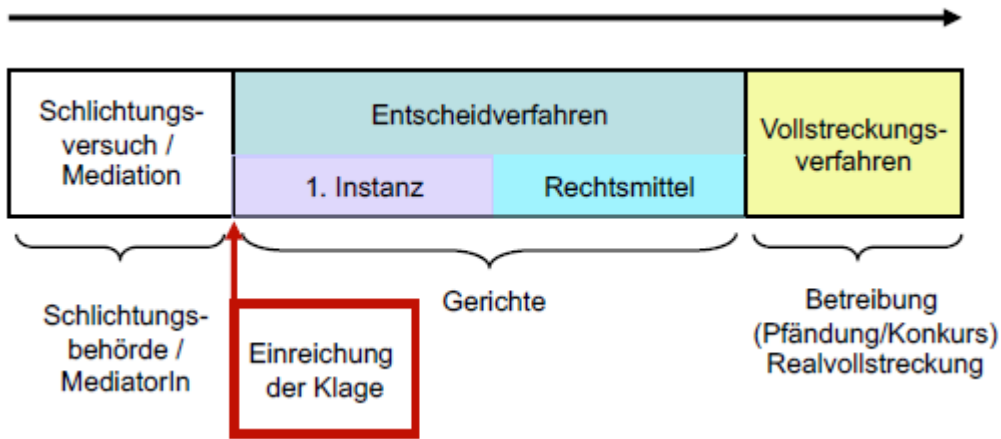 Schlichtungs-
versuch /
Mediation
Entscheidverfahren
1. Instanz
Rechtsmittel
Vollstreckungs-
verfahren
Schlichtungs-
behörde /
MediatorIn
Einreichung
der Klage
Gerichte
Betreibung
(Pfändung/Konkurs)
Realvollstreckung